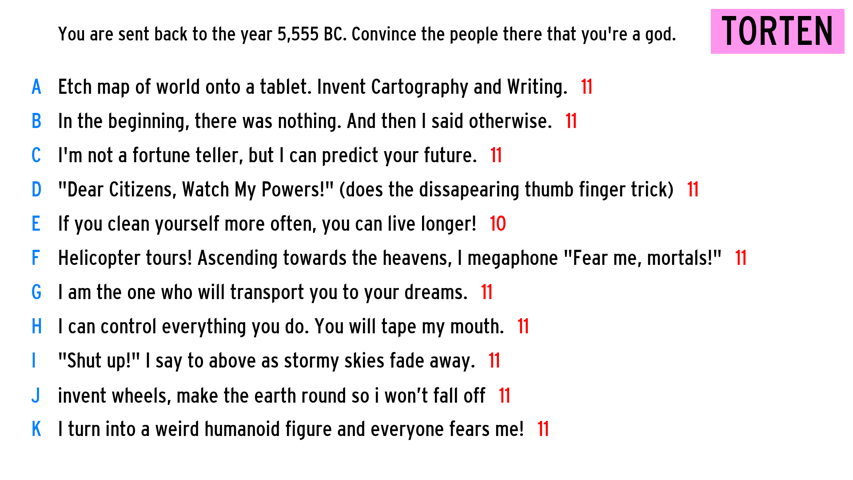 You are sent back to the year 5,555 BC. Convince the people there that you're a god.
TORTEN
A Etch map of world onto a tablet. Invent Cartography and Writing. 11
B In the beginning, there was nothing. And then I said otherwise. 11
C I'm not a fortune teller, but I can predict your future. 11
D "Dear Citizens, Watch My Powers!" (does the dissapearing thumb finger trick) 11
E If you clean yourself more often, you can live longer! 10
F Helicopter tours! Ascending towards the heavens, I megaphone "Fear me, mortals!" 11
G I am the one who will transport you to your dreams. 11
H I can control everything you do. You will tape my mouth. 11
I "Shut up!" I say to above as stormy skies fade away. 11
J invent wheels, make the earth round so i won’t fall off 11
K I turn into a weird humanoid figure and everyone fears me! 11